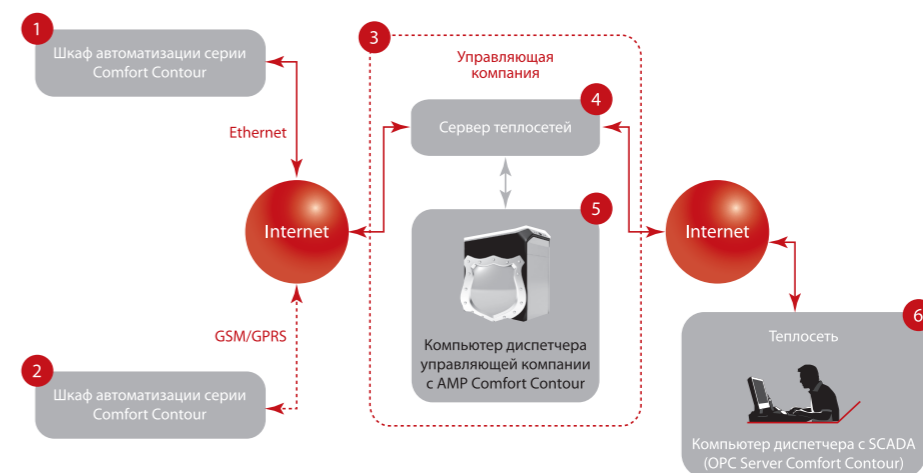 1
Шкаф автоматизации серии
Comfort Contour
Ethernet
Internet
GSM/GPRS
2
Шкаф автоматизации серии
Comfort Contour
3
Управляющая
компания
4
Сервер теплосетей
5
Компьютер диспетчера
управляющей компании
с AMP Comfort Contour
Internet
6
Теплосеть
Компьютер диспетчера с SCADA
(OPC Server Comfort Contour)